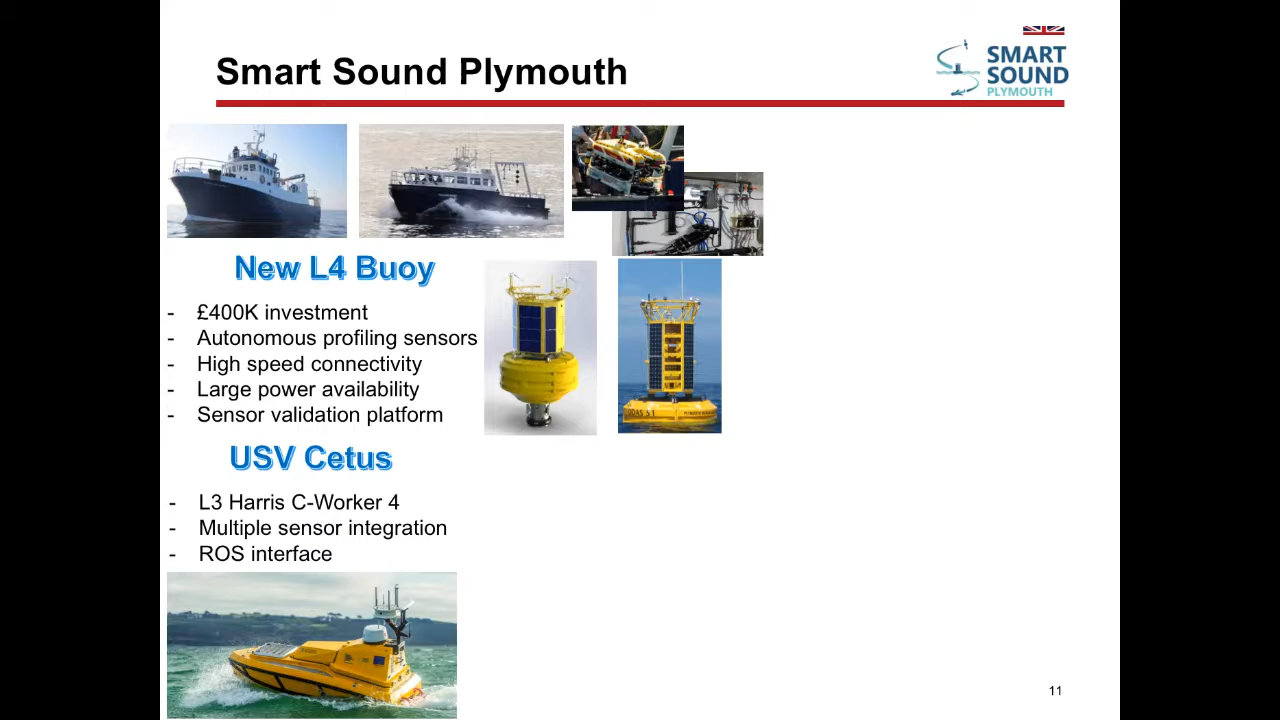 Smart Sound Plymouth
SMART
SOUND
PLYMOUTH
New L4 Buoy
- £400K investment
- Autonomous profiling sensors
- High speed connectivity
- Large power availability
- Sensor validation platform
USV Cetus
- L3 Harris C-Worker 4
- Multiple sensor integration
- ROS interface
11